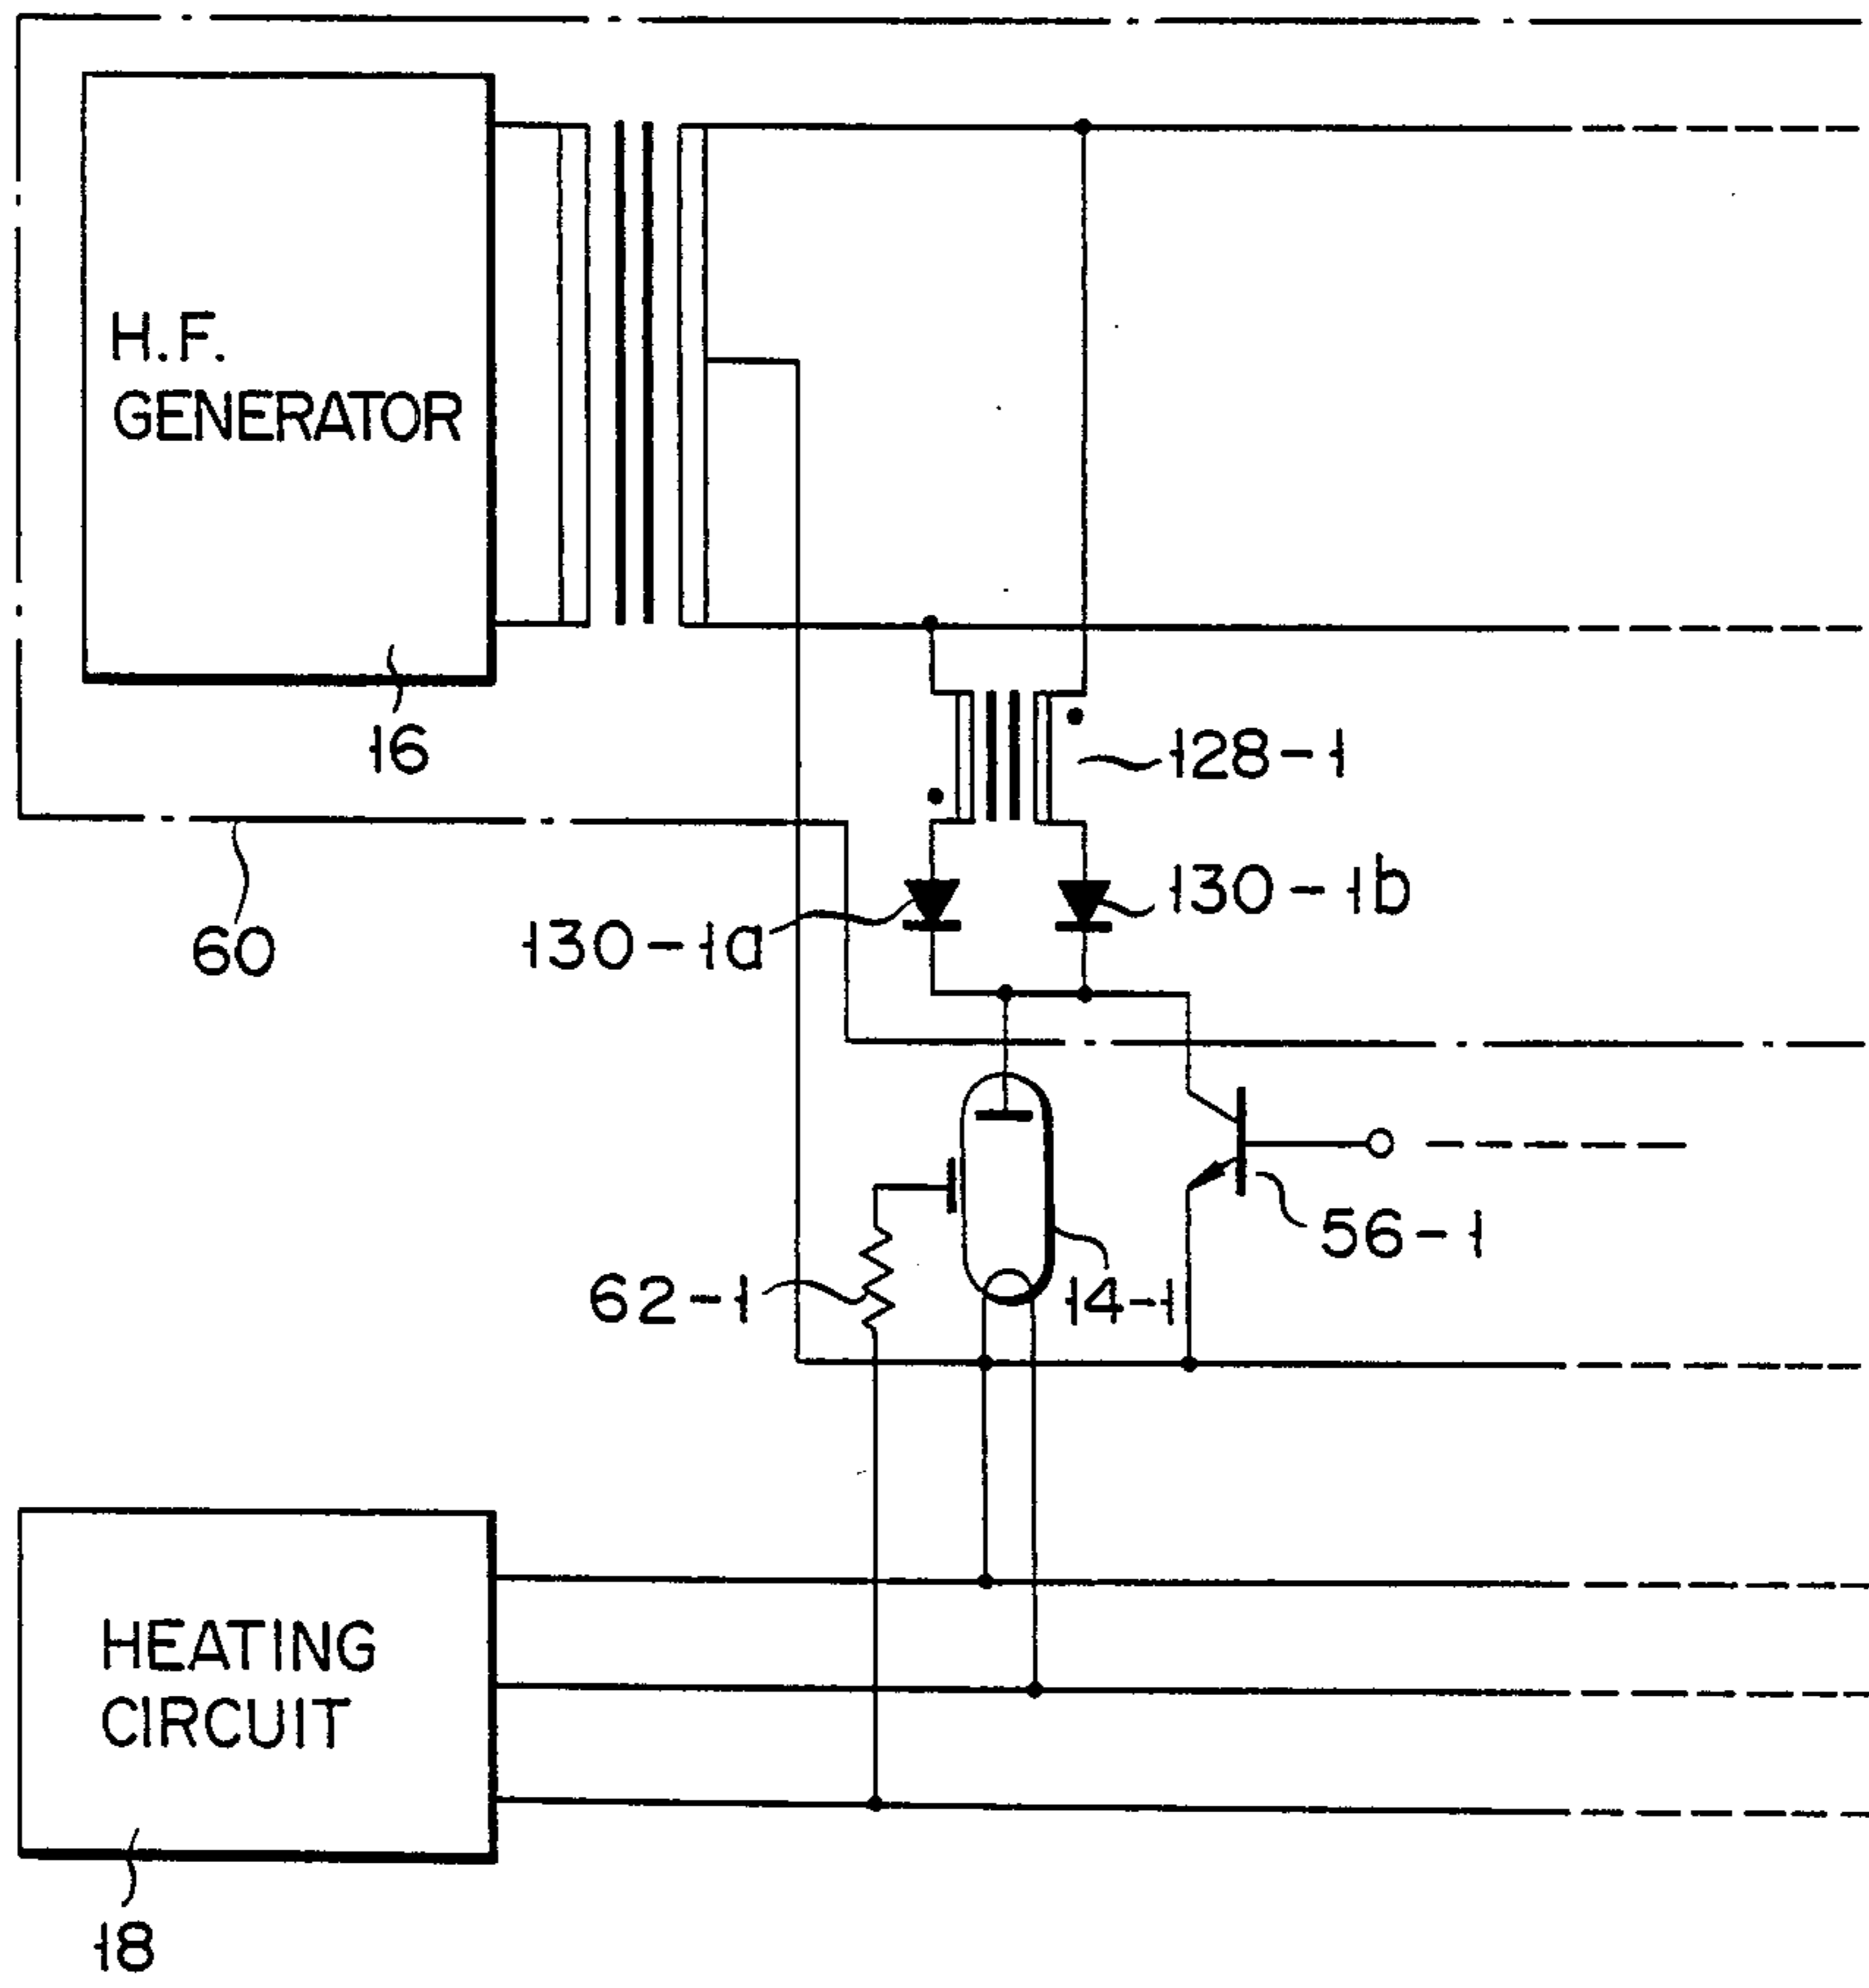 H.F.
GENERATOR
16
128-1
130-1a
130-1b
60
56-1
62-1
14-1
HEATING
CIRCUIT
18